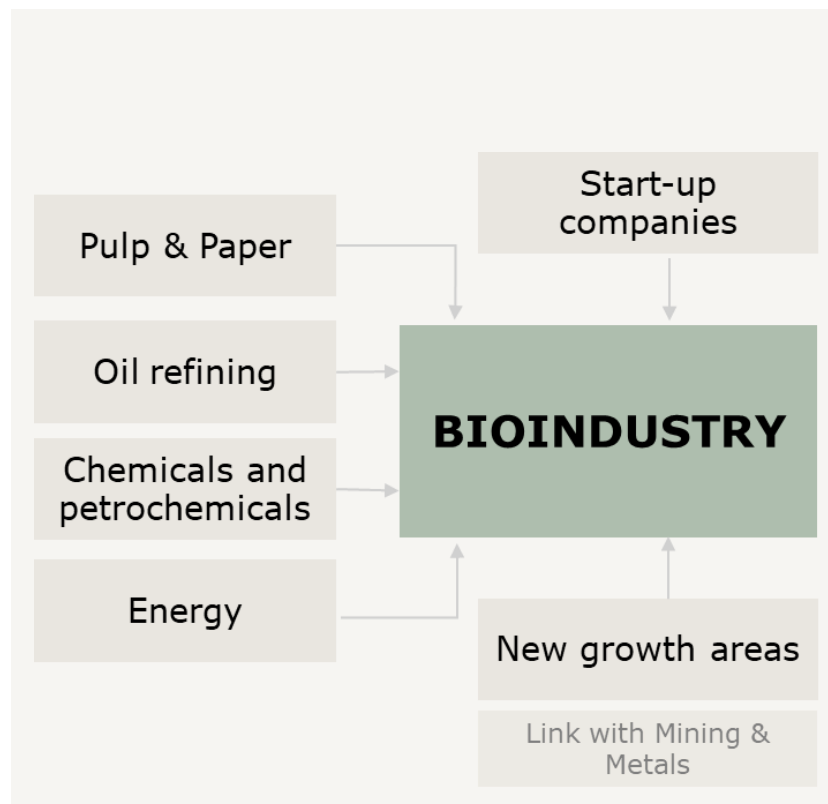 Start-up
companies
Pulp & Paper
Oil refining
BIOINDUSTRY
Chemicals and
petrochemicals
Energy
New growth areas
Link with Mining &
Metals